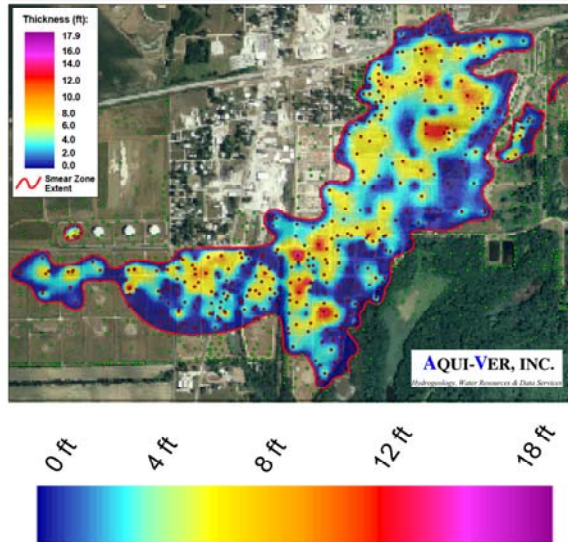 Thickness (ft):
17.9
16.0
14.0
12.0
10.0
8.0
6.0
4.0
2.0
0.0
Smear Zone
Extent
AQUI-VER, INC.
Hydrogeology, Water Resources & Data Services
0 ft
4 ft
8 ft
12 ft
18 ft